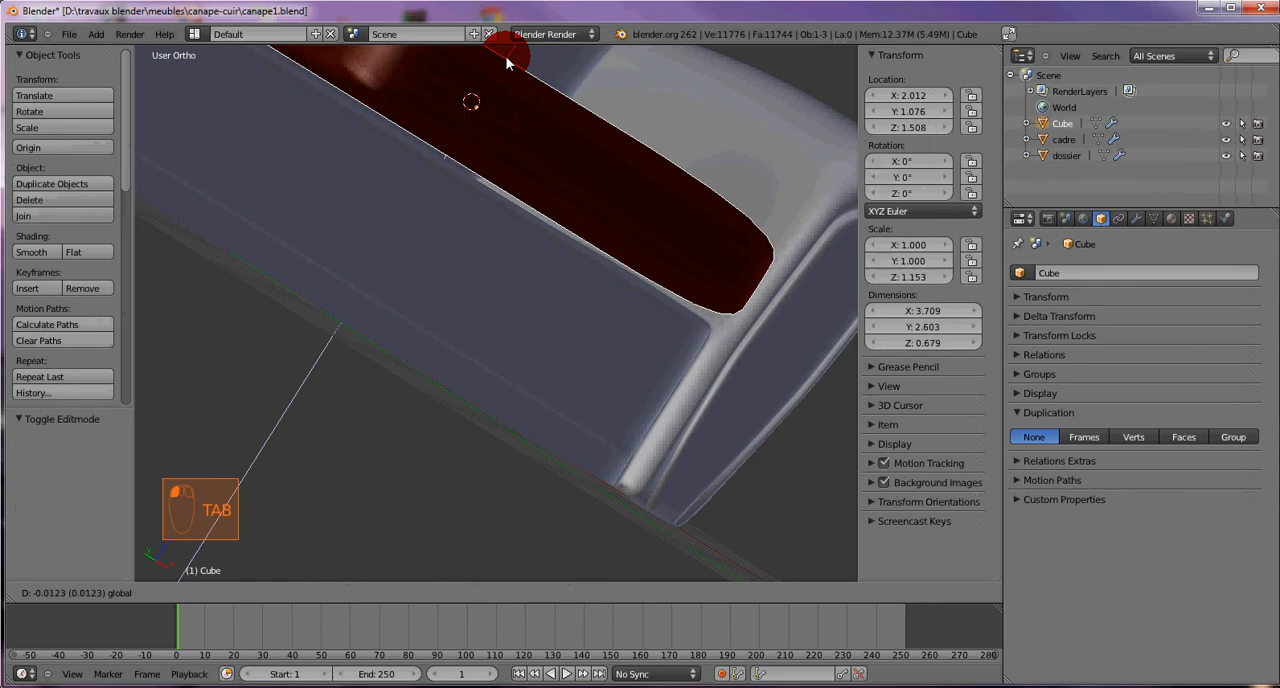 Blender* [D:\travaux blender\meubles\canape-cuir\canape1.blend]
File Add Render Help Default Scene Blender Render blender.org 262 | Ve:11776 | Fa:11744 | Ob:1-3 | La:0 | Mem:12.37M (5.49M) | Cube
Object Tools
Transform:
Translate
Rotate
Scale
Origin
Object:
Duplicate Objects
Delete
Join
Shading:
Smooth Flat
Keyframes:
Insert Remove
Motion Paths:
Calculate Paths
Clear Paths
Repeat:
Repeat Last
History...
Toggle Editmode
User Ortho
TAB
(1) Cube
Transform
Location:
X: 2.012
Y: 1.076
Z: 1.508
Rotation:
X: 0°
Y: 0°
Z: 0°
XYZ Euler
Scale:
X: 1.000
Y: 1.000
Z: 1.153
Dimensions:
X: 3.709
Y: 2.603
Z: 0.679
Grease Pencil
View
3D Cursor
Item
Display
Motion Tracking
Background Images
Transform Orientations
Screencast Keys
View Search All Scenes
Scene
RenderLayers |
World
Cube |
cadre |
dossier |
Cube
Cube
Transform
Delta Transform
Transform Locks
Relations
Groups
Display
Duplication
None Frames Verts Faces Group
Relations Extras
Motion Paths
Custom Properties
D: -0.0123 (0.0123) global
-50 -40 -30 -20 -10 0 10 20 30 40 50 60 70 80 90 100 110 120 130 140 150 160 170 180 190 200 210 220 230 240 250 260 270 280
View Marker Frame Playback Start: 1 End: 250 1 No Sync